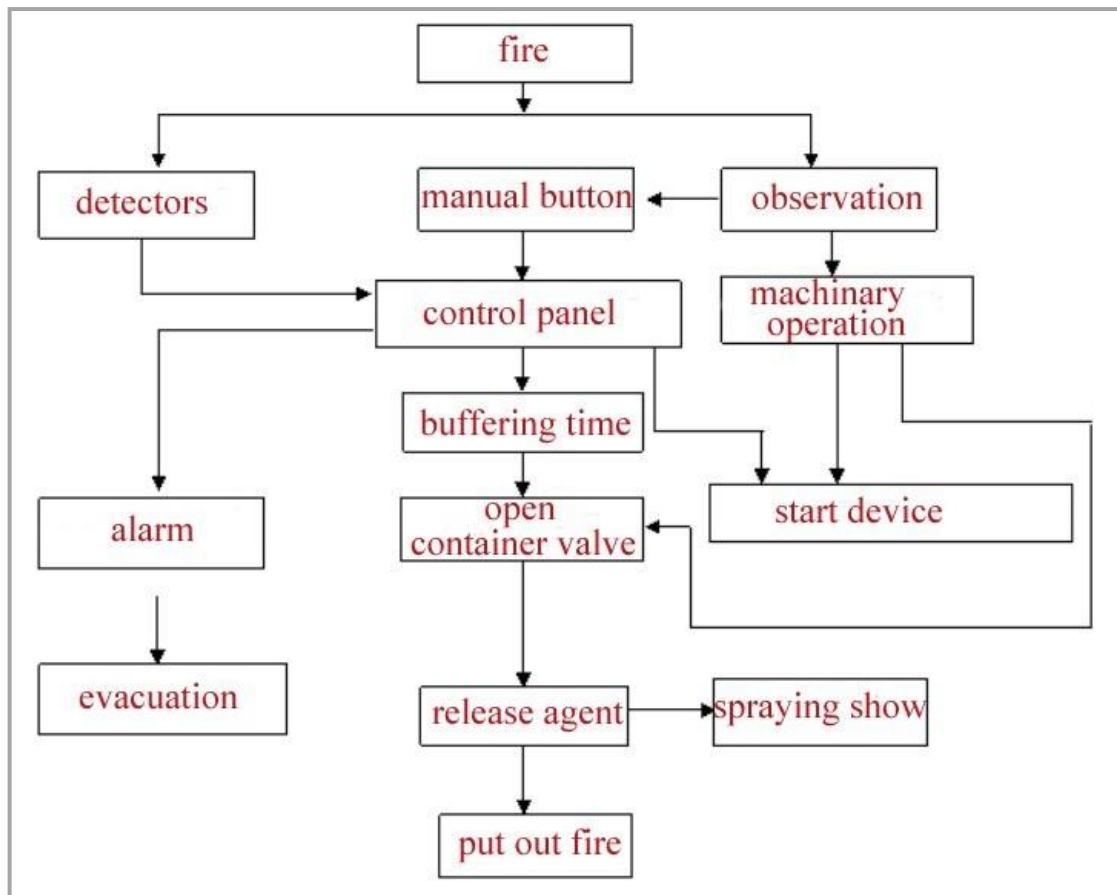 fire
detectors
manual button
observation
control panel
machinary
operation
buffering time
alarm
open
container valve
start device
evacuation
release agent
spraying show
put out fire